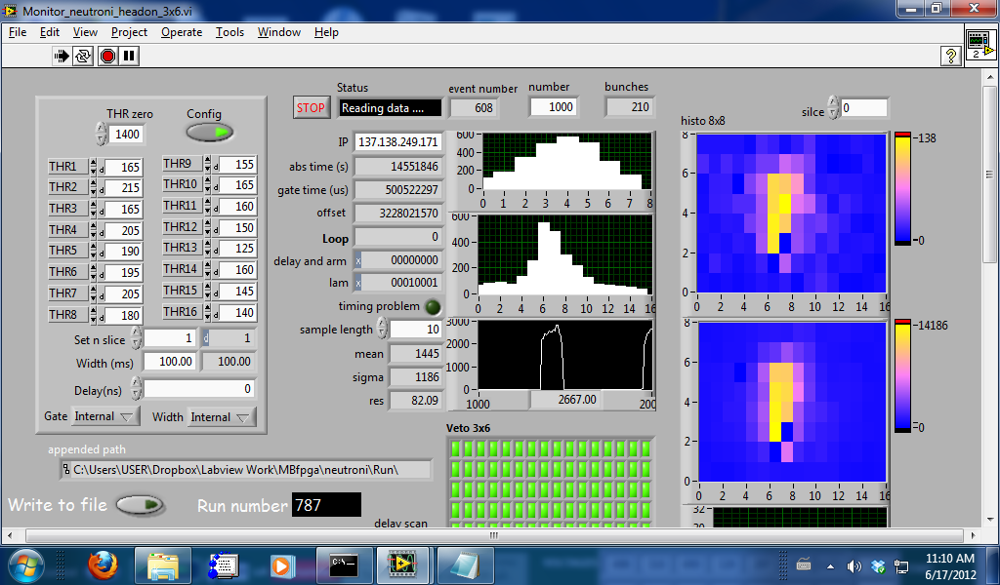 Monitor_neutroni_headon_3x6.vi
File Edit View Project Operate Tools Window Help
2
THR zero
1400
Config
THR1 d 165
THR2 d 215
THR3 d 165
THR4 d 205
THR5 d 190
THR6 d 195
THR7 d 205
THR8 d 180
THR9 d 155
THR10 d 165
THR11 d 160
THR12 d 150
THR13 d 125
THR14 d 160
THR15 d 145
THR16 d 140
Set n slice 1 d 1
Width (ms) 100.00 100.00
Delay(ns) 0
Gate Internal Width Internal
appended path
C:\Users\USER\Dropbox\Labview Work\MBfpga\neutroni\Run\
Write to file Run number 787
STOP
Status
Reading data ....
event number
608
number
1000
bunches
210
IP 137.138.249.171
abs time (s) 14551846
gate time (us) 500522297
offset 3228021570
Loop 0
delay and arm x 00000000
lam x 00010001
timing problem
sample length 10
mean 1445
sigma 1186
res 82.09
600
400
200
0
0 1 2 3 4 5 6 7 8
600
400
200
0
0 2 4 6 8 10 12 14 16
3000
2000
1000
0
1000 2667.00 200
Veto 3x6
delay scan
silce 0
histo 8x8
8
6
4
2
0
0 2 4 6 8 10 12 14 16
138
0
8
6
4
2
0
0 2 4 6 8 10 12 14 16
14186
0
32
C:\
11:10 AM
6/17/2012